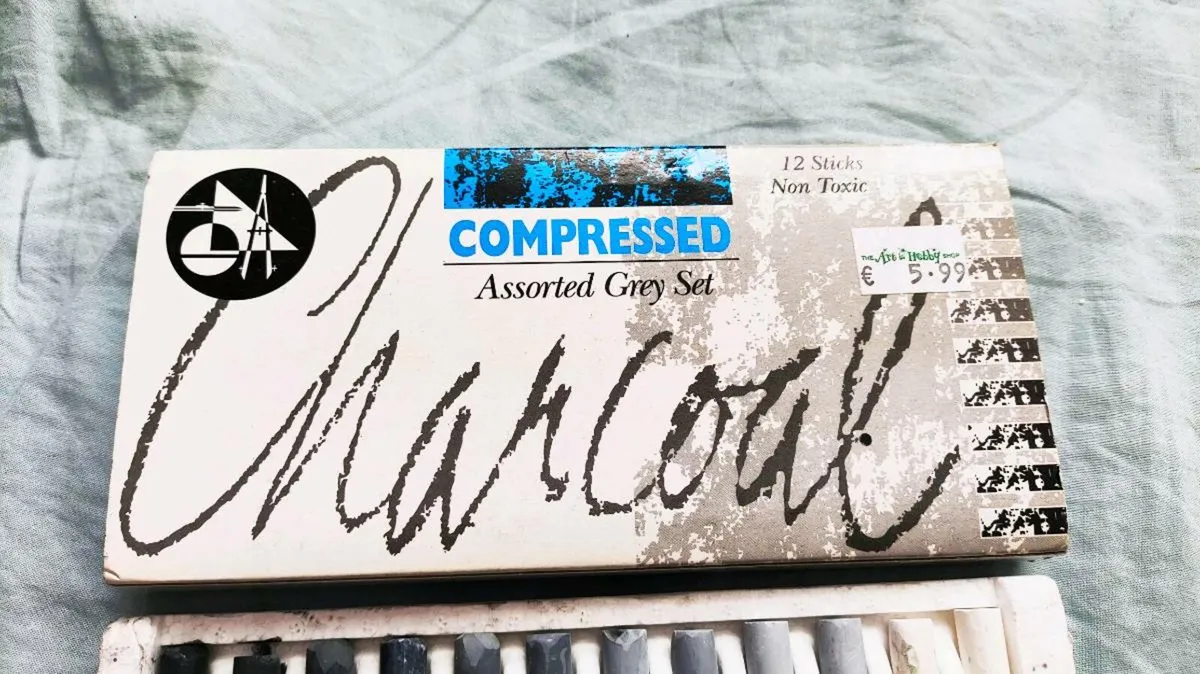 12 Sticks
Non Toxic
COMPRESSED
Assorted Grey Set
THE Art & Hobby SHOP
€ 5.99
Charcoal